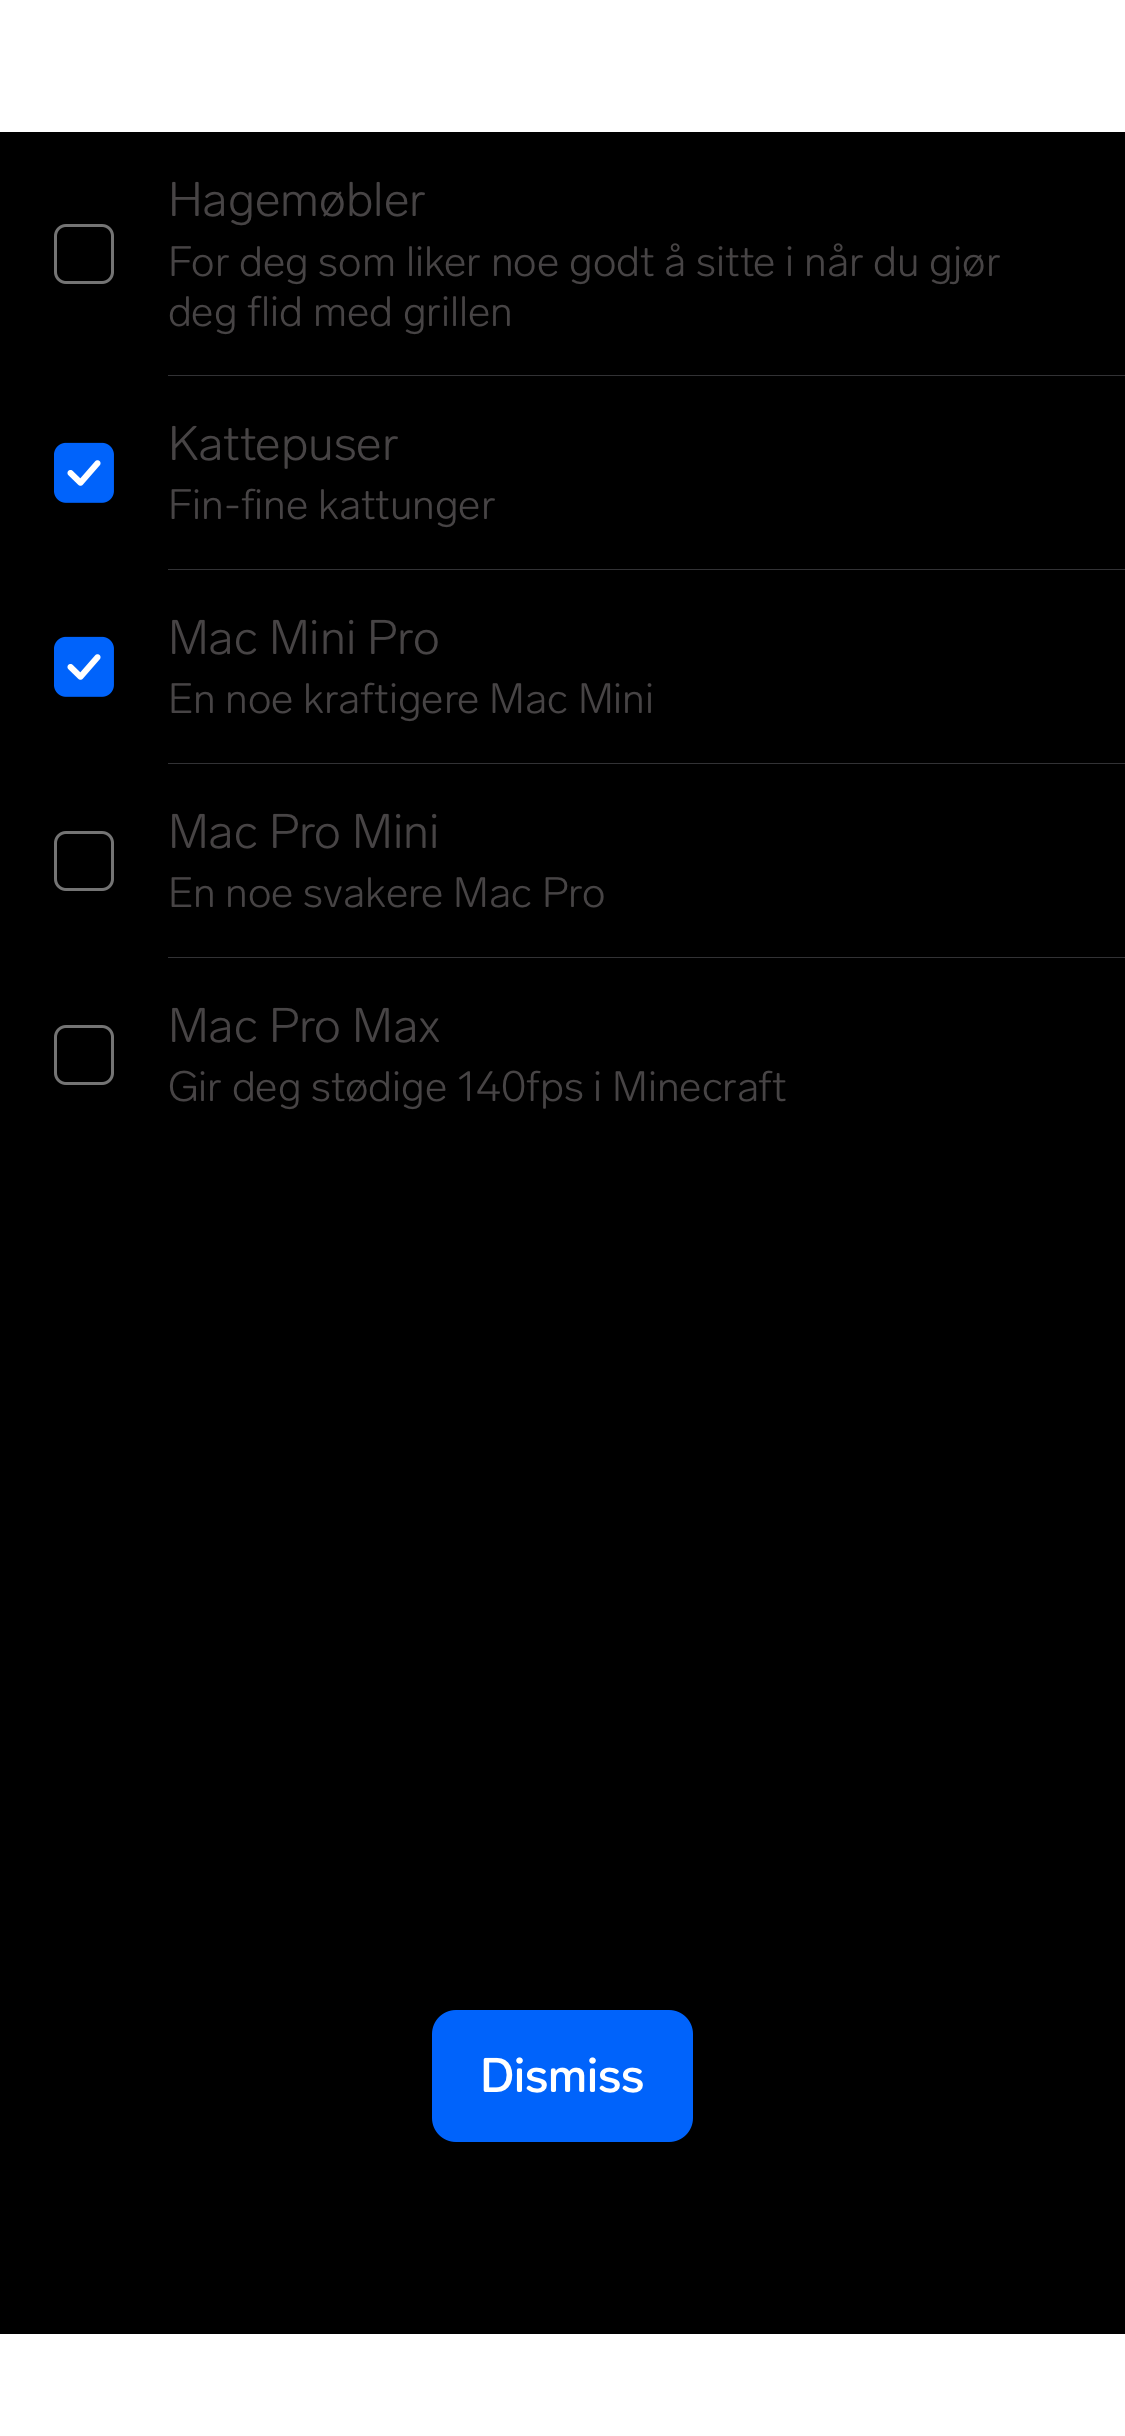 Hagemøbler
For deg som liker noe godt å sitte i når du gjør
deg flid med grillen
Kattepuser
Fin-fine kattunger
Mac Mini Pro
En noe kraftigere Mac Mini
Mac Pro Mini
En noe svakere Mac Pro
Mac Pro Max
Gir deg stødige 140fps i Minecraft
Dismiss